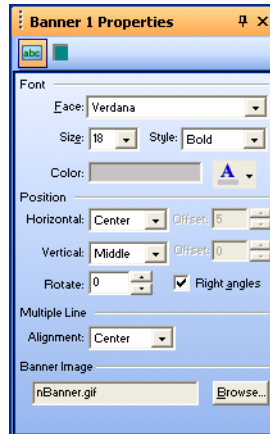 Banner 1 Properties
abc
Font
Face: Verdana
Size: 18 Style: Bold
Color: A
Position
Horizontal: Center Offset: 5
Vertical: Middle Offset: 0
Rotate: 0 Right angles
Multiple Line
Alignment: Center
Banner Image
nBanner.gif Browse...